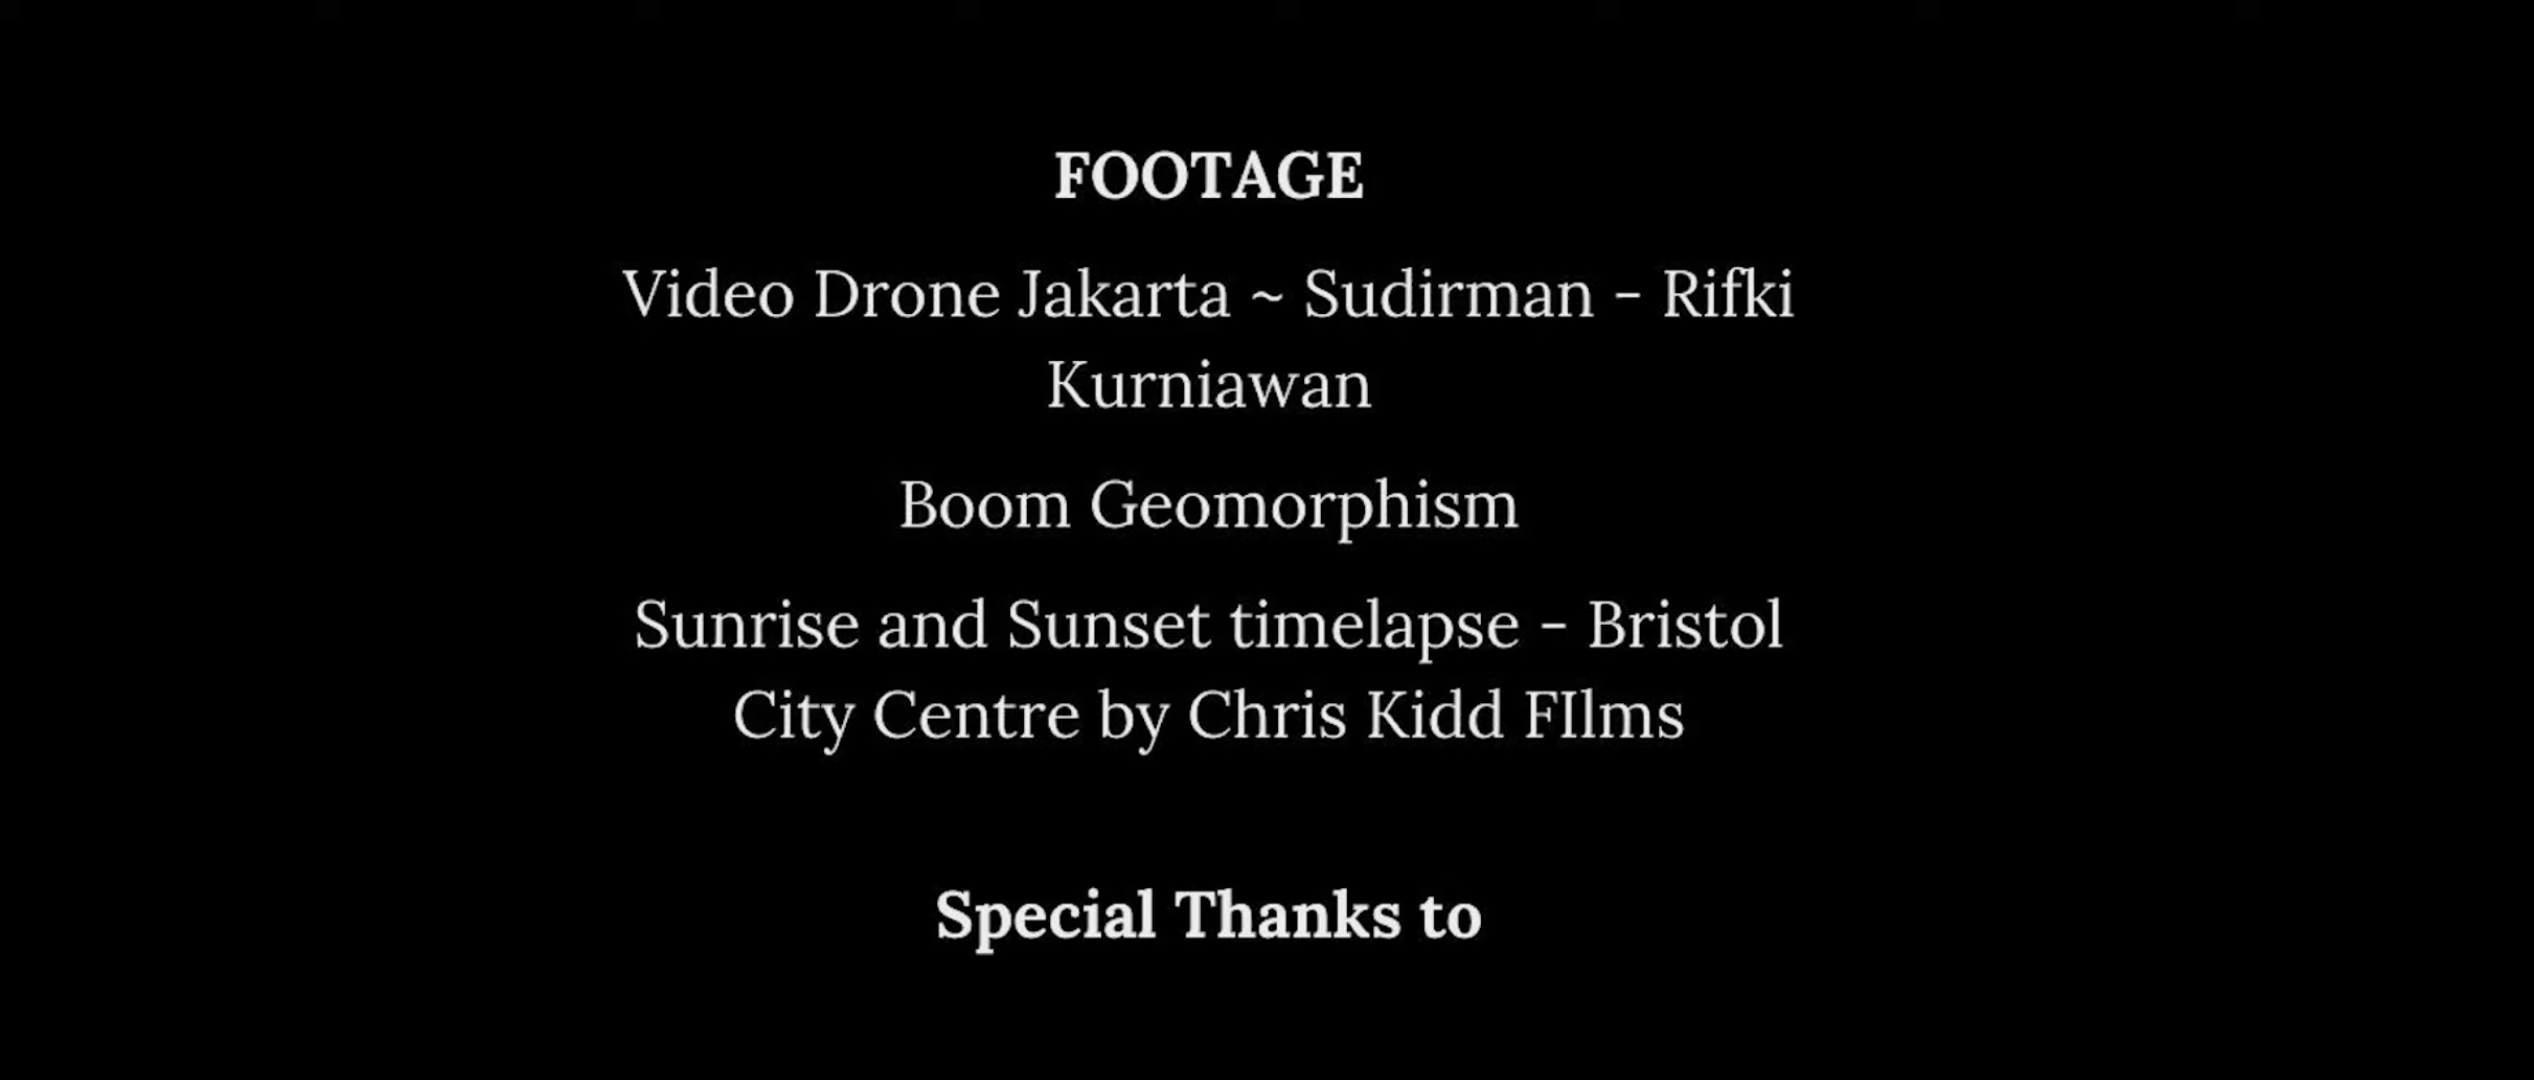 FOOTAGE
Video Drone Jakarta ~ Sudirman - Rifki
Kurniawan
Boom Geomorphism
Sunrise and Sunset timelapse - Bristol
City Centre by Chris Kidd FIlms
Special Thanks to